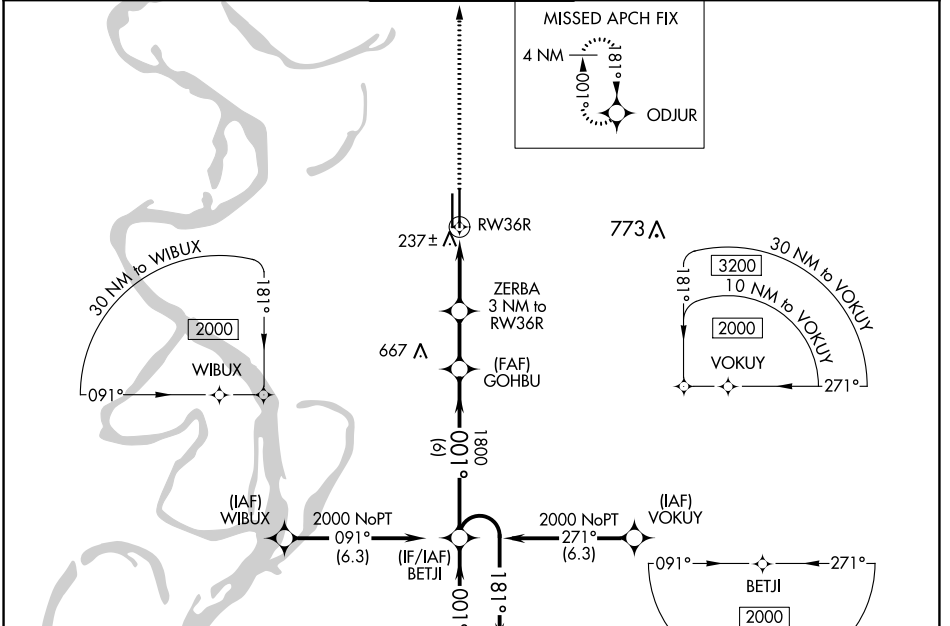 MISSED APCH FIX
4 NM
181°
001°
ODJUR
RW36R
237±
773
30 NM to WIBUX
181°
2000
WIBUX
091°
ZERBA
3 NM to
RW36R
667
(FAF)
GOHBU
30 NM to VOKUY
3200
181°
10 NM to VOKUY
2000
VOKUY
271°
1800
001°
(6)
(IAF)
WIBUX
2000 NoPT
091°
(6.3)
(IF/IAF)
BETJI
2000 NoPT
271°
(6.3)
(IAF)
VOKUY
001°
181°
091°
271°
BETJI
2000